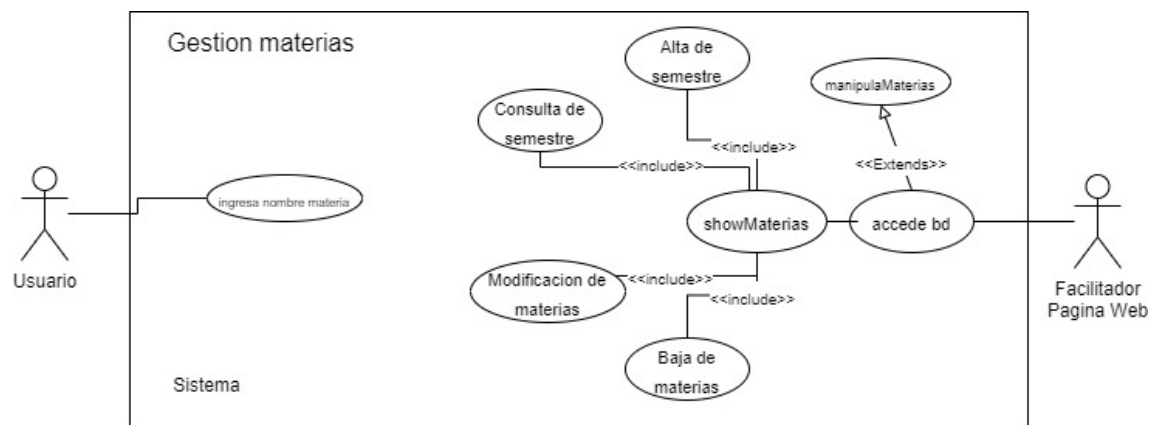 Gestion materias
Alta de
semestre
manipulaMaterias
Consulta de
semestre
<<include>>
<<include>>
<<Extends>>
ingresa nombre materia
showMaterias
accede bd
Usuario
Modificacion de
materias
<<include>>
<<include>>
Facilitador
Pagina Web
Baja de
materias
Sistema